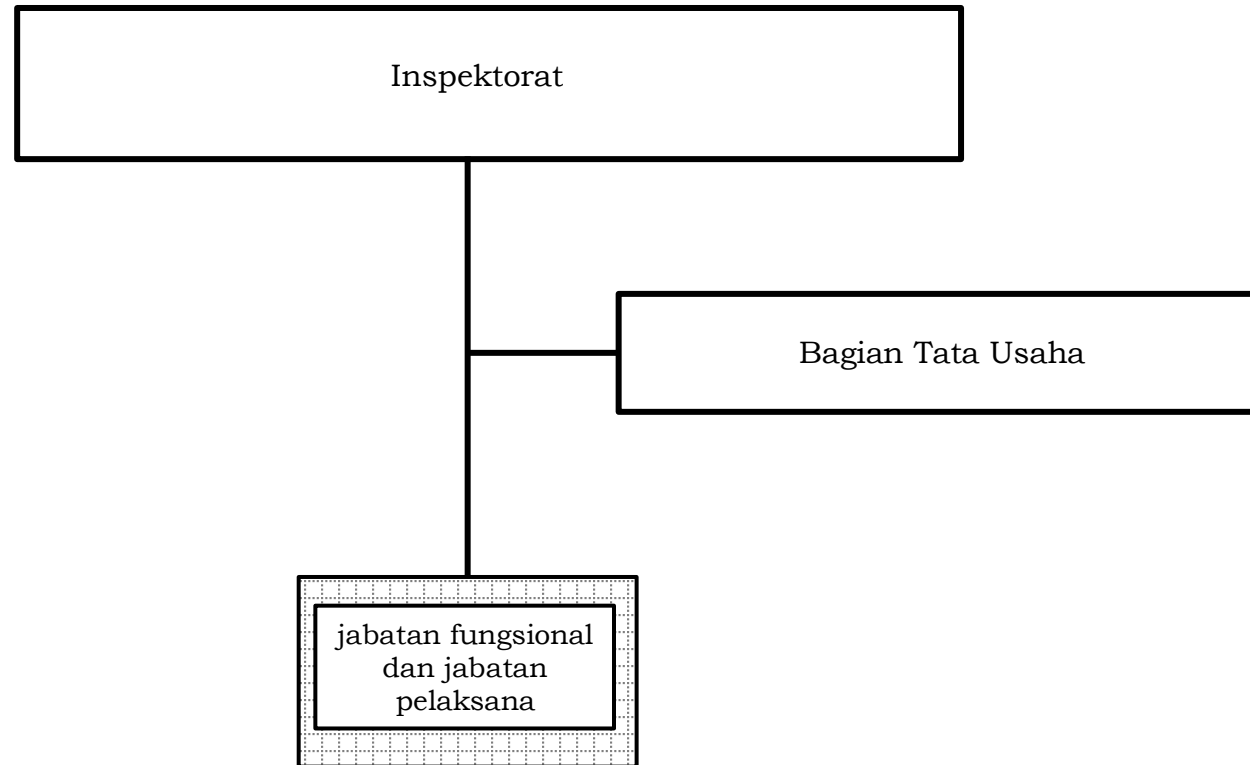 Inspektorat
Bagian Tata Usaha
jabatan fungsional
dan jabatan
pelaksana